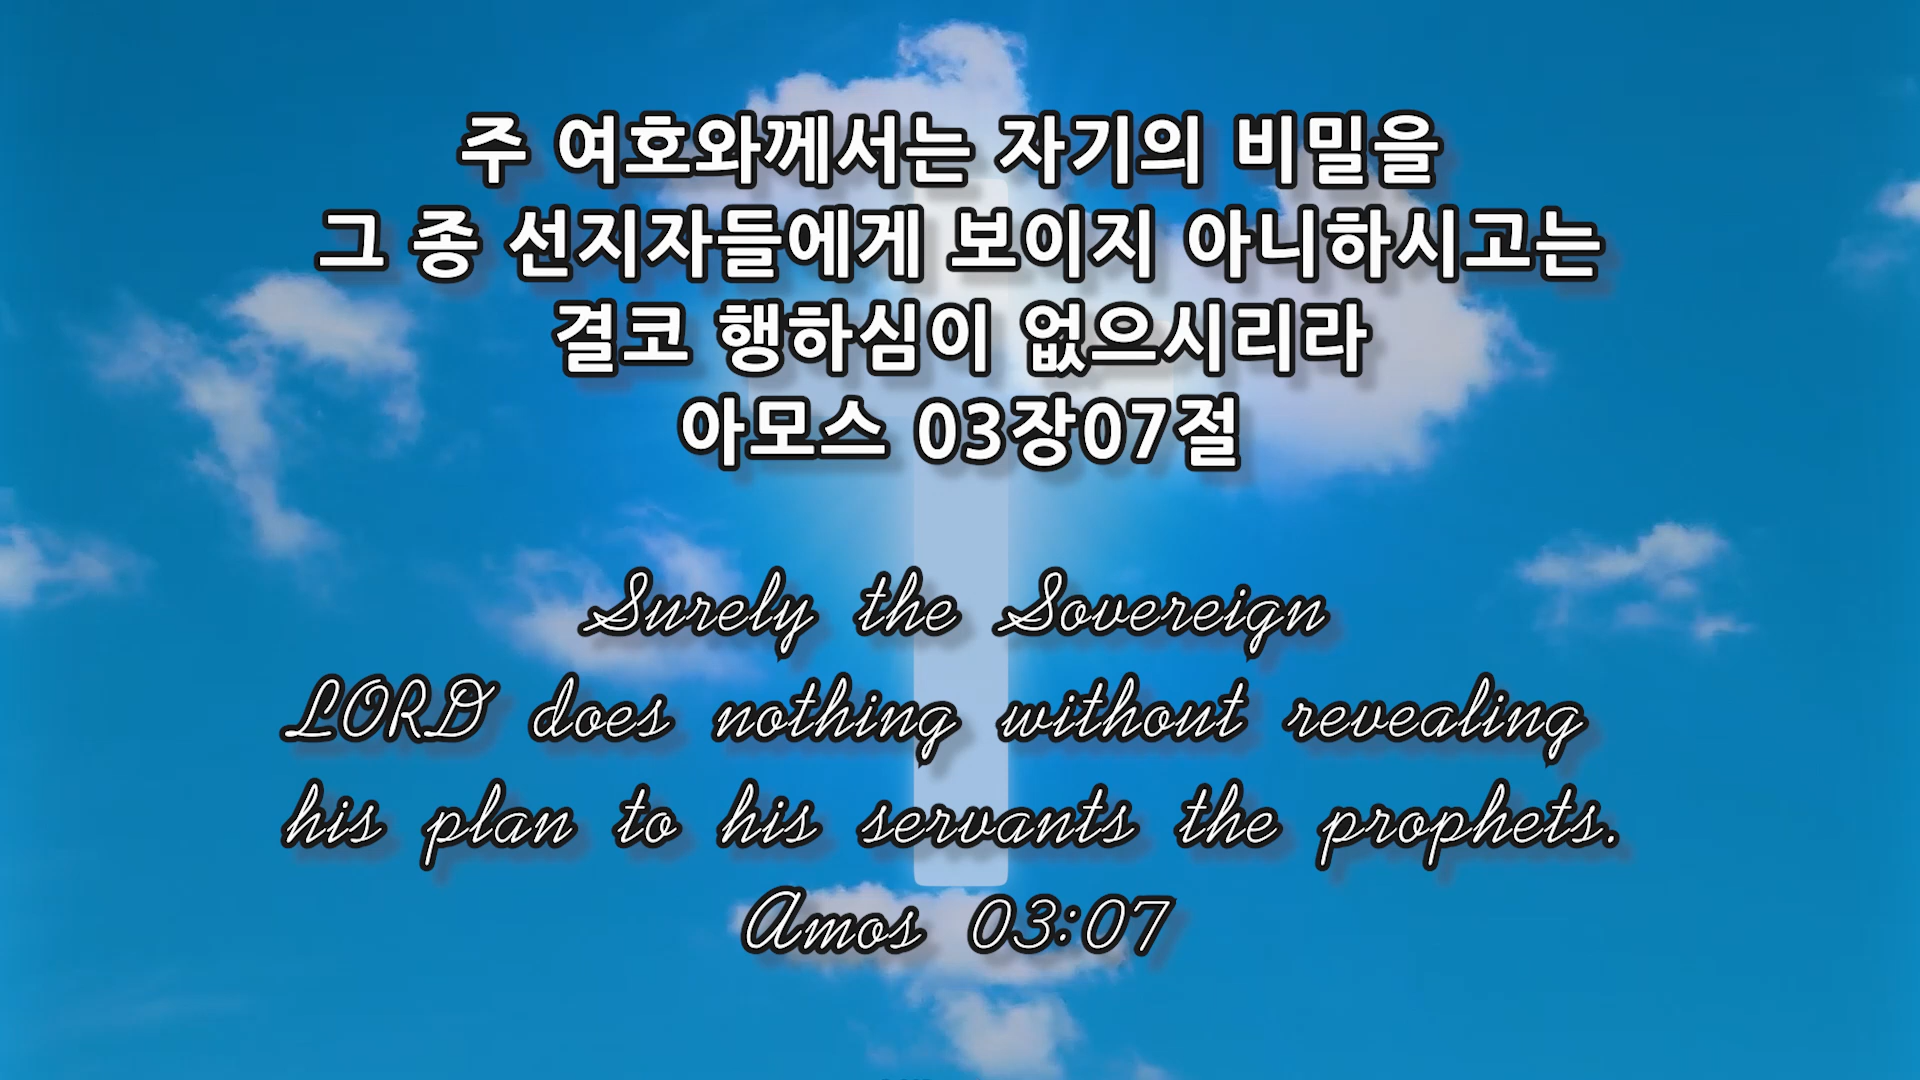 주 여호와께서는 자기의 비밀을
그 종 선지자들에게 보이지 아니하시고는
결코 행하심이 없으시리라
아모스 03장07절
Surely the Sovereign
LORD does nothing without revealing
his plan to his servants the prophets.
Amos 03:07